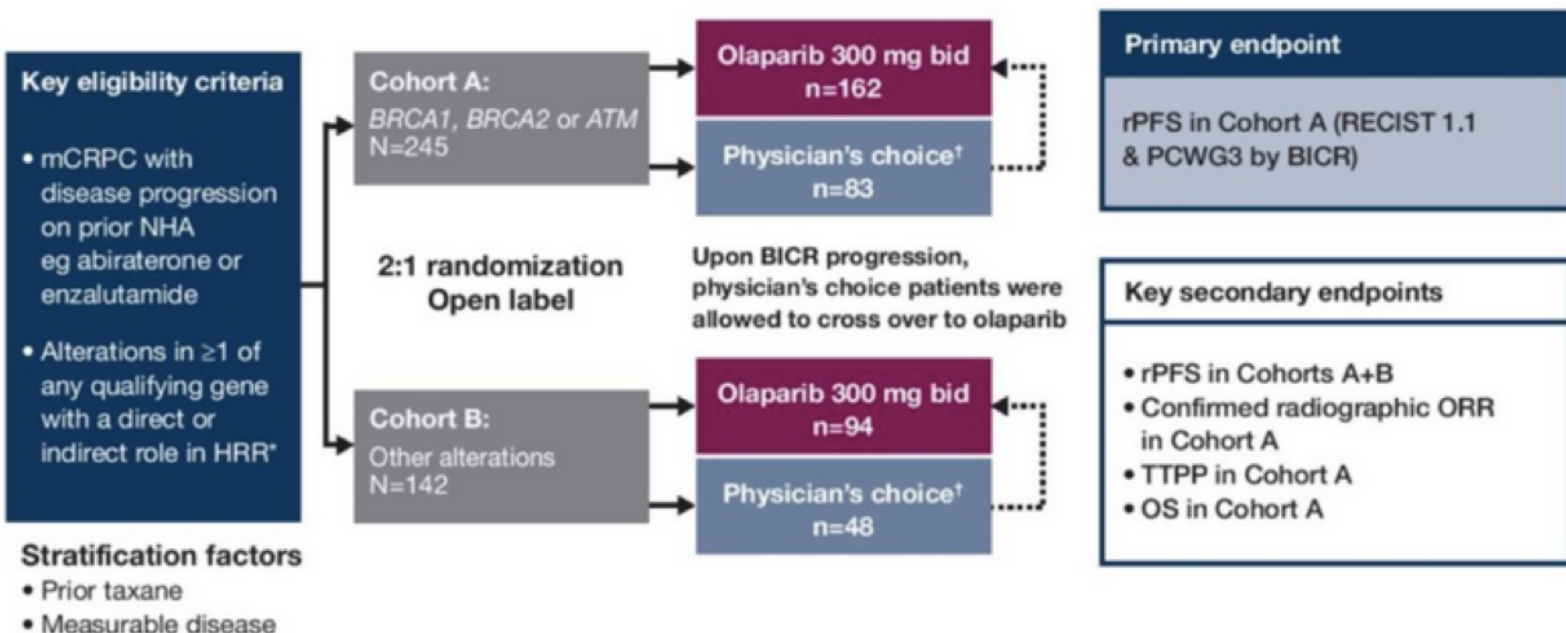 Key eligibility criteria
• mCRPC with
disease progression
on prior NHA
eg abiraterone or
enzalutamide
• Alterations in ≥1 of
any qualifying gene
with a direct or
indirect role in HRR*
Stratification factors
• Prior taxane
• Measurable disease
Cohort A:
BRCA1, BRCA2 or ATM
N=245
2:1 randomization
Open label
Cohort B:
Other alterations
N=142
Olaparib 300 mg bid
n=162
Physician's choice†
n=83
Upon BICR progression,
physician's choice patients were
allowed to cross over to olaparib
Olaparib 300 mg bid
n=94
Physician's choice†
n=48
Primary endpoint
rPFS in Cohort A (RECIST 1.1
& PCWG3 by BICR)
Key secondary endpoints
• rPFS in Cohorts A+B
• Confirmed radiographic ORR
in Cohort A
• TTPP in Cohort A
• OS in Cohort A